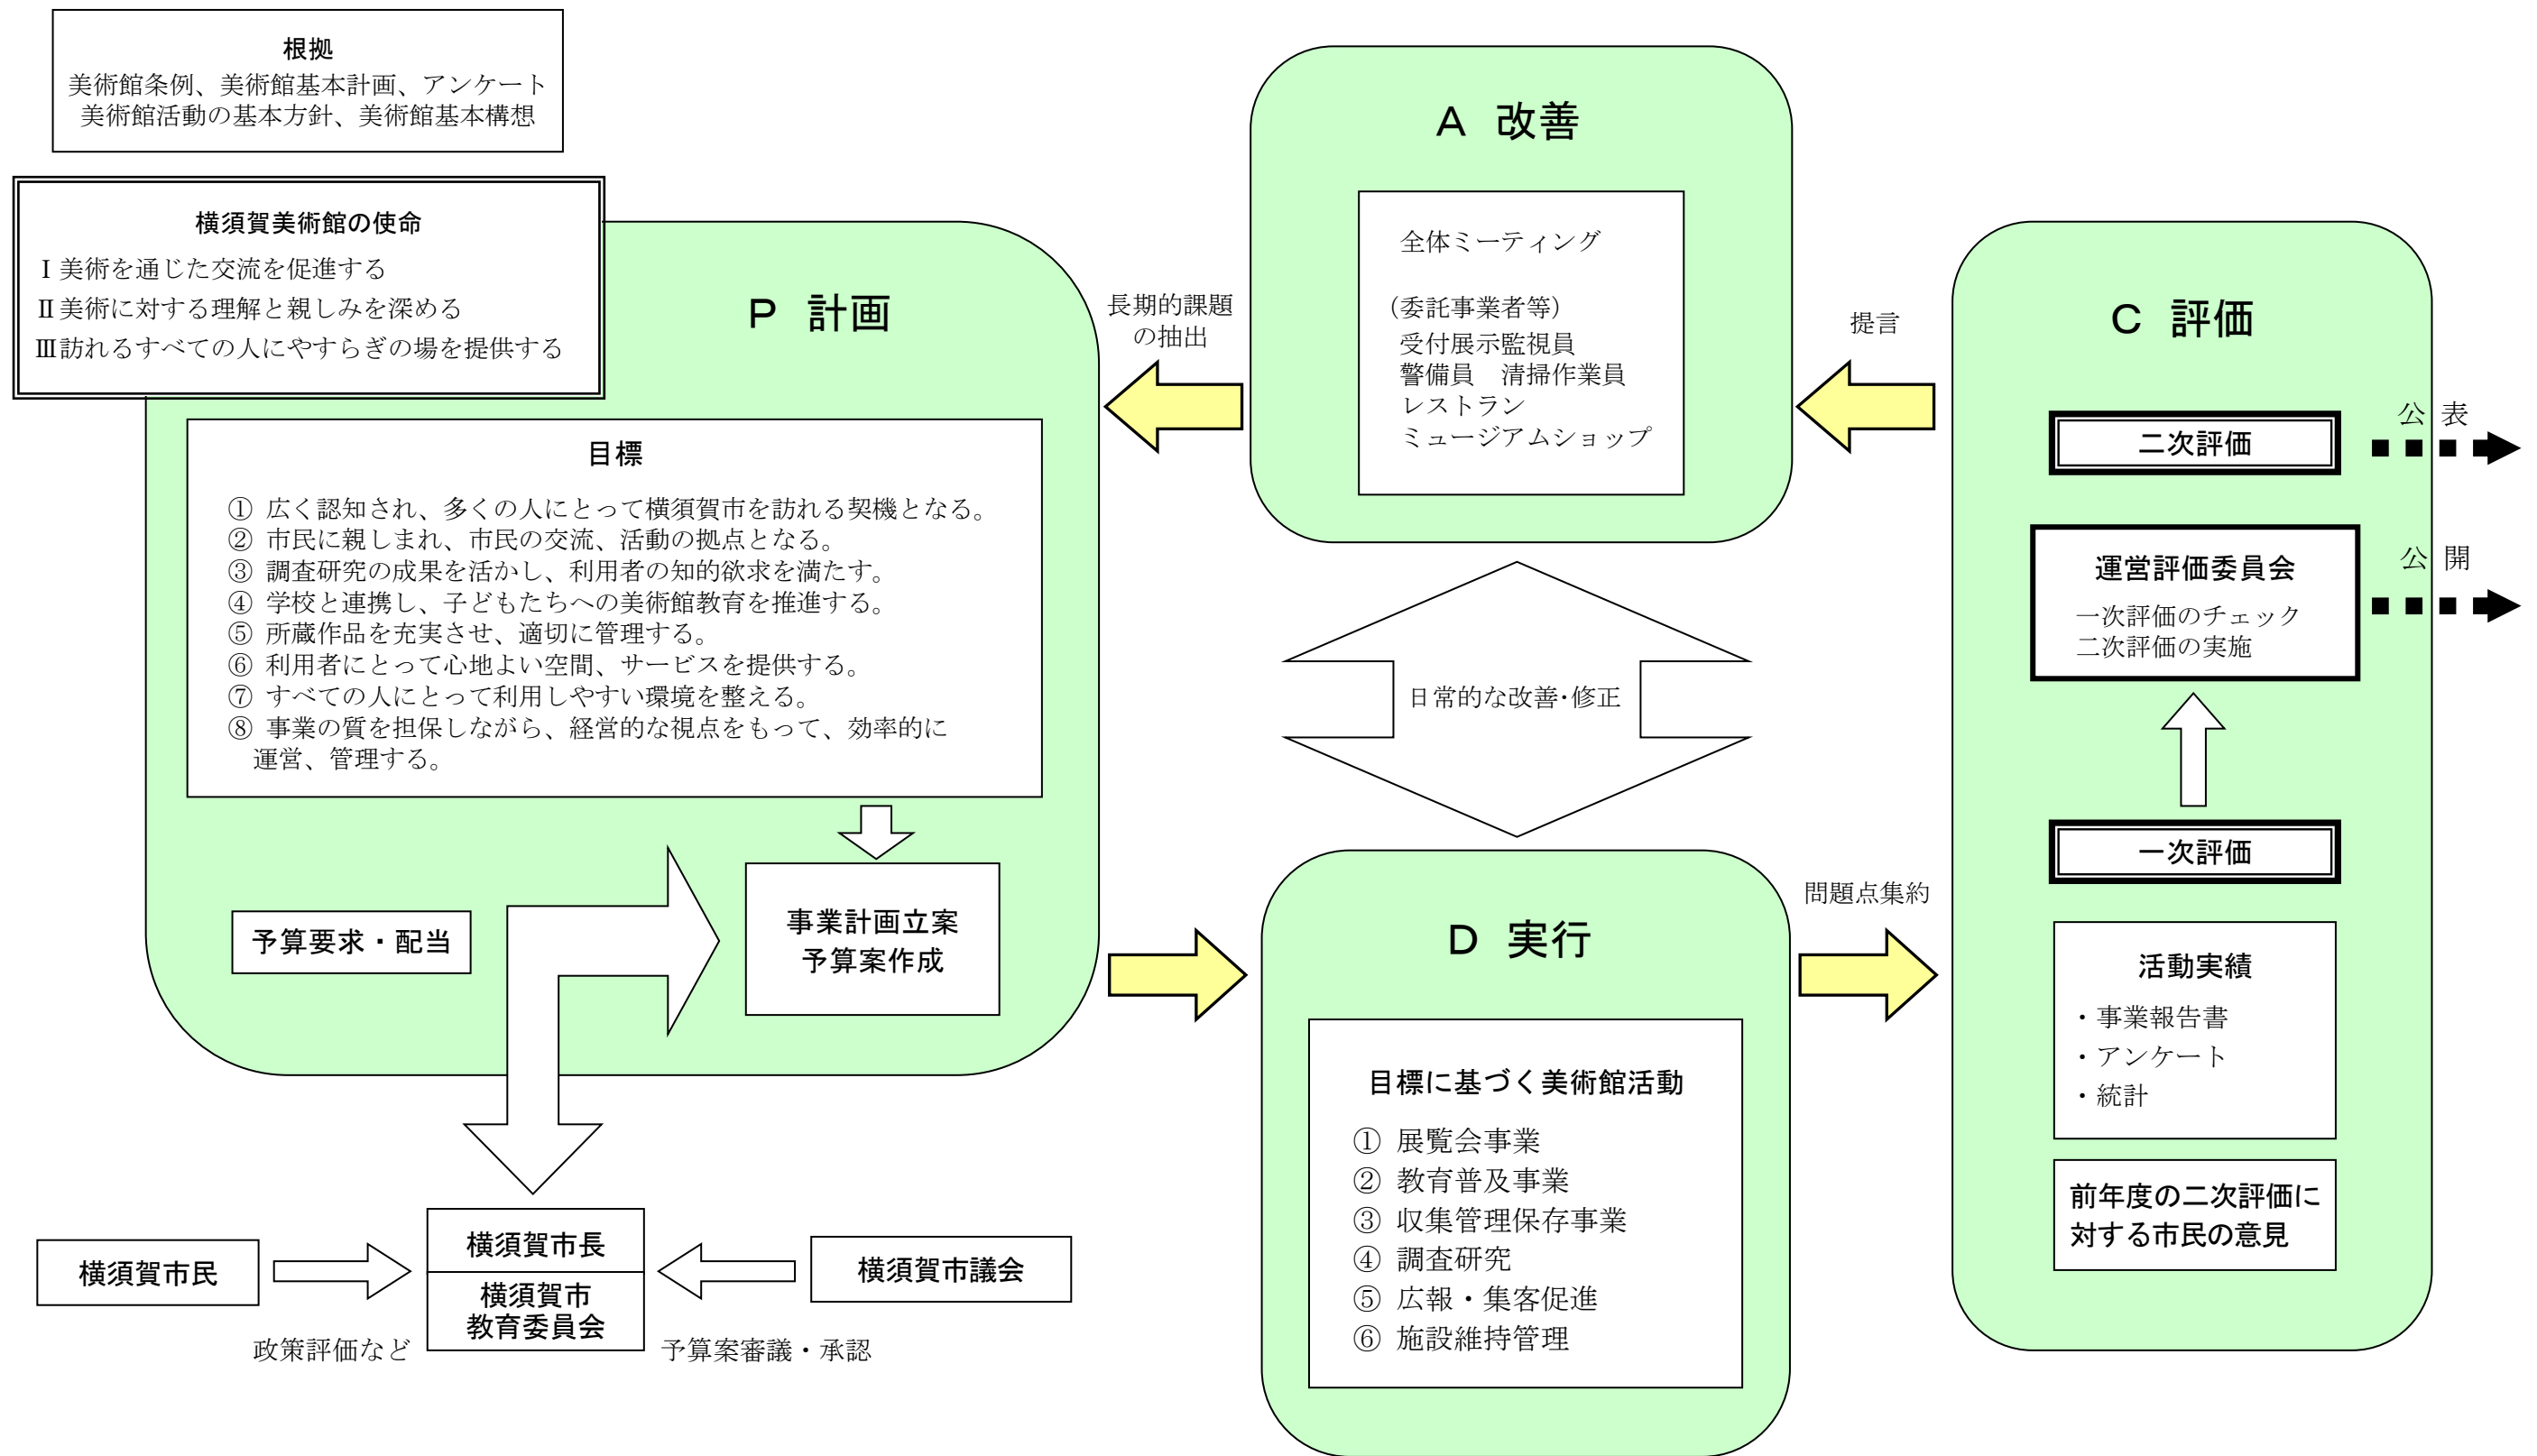 根拠
美術館条例、美術館基本計画、アンケート
美術館活動の基本方針、美術館基本構想
横須賀美術館の使命
Ⅰ美術を通じた交流を促進する
Ⅱ美術に対する理解と親しみを深める
Ⅲ訪れるすべての人にやすらぎの場を提供する
P 計画
目標
① 広く認知され、多くの人にとって横須賀市を訪れる契機となる。
② 市民に親しまれ、市民の交流、活動の拠点となる。
③ 調査研究の成果を活かし、利用者の知的欲求を満たす。
④ 学校と連携し、子どもたちへの美術館教育を推進する。
⑤ 所蔵作品を充実させ、適切に管理する。
⑥ 利用者にとって心地よい空間、サービスを提供する。
⑦ すべての人にとって利用しやすい環境を整える。
⑧ 事業の質を担保しながら、経営的な視点をもって、効率的に
運営、管理する。
予算要求・配当
事業計画立案
予算案作成
横須賀市民
政策評価など
横須賀市長
横須賀市
教育委員会
横須賀市議会
予算案審議・承認
長期的課題
の抽出
A 改善
全体ミーティング
(委託事業者等)
受付展示監視員
警備員 清掃作業員
レストラン
ミュージアムショップ
日常的な改善・修正
D 実行
目標に基づく美術館活動
① 展覧会事業
② 教育普及事業
③ 収集管理保存事業
④ 調査研究
⑤ 広報・集客促進
⑥ 施設維持管理
提言
問題点集約
C 評価
二次評価
公 表
運営評価委員会
一次評価のチェック
二次評価の実施
公 開
一次評価
活動実績
・事業報告書
・アンケート
・統計
前年度の二次評価に
対する市民の意見